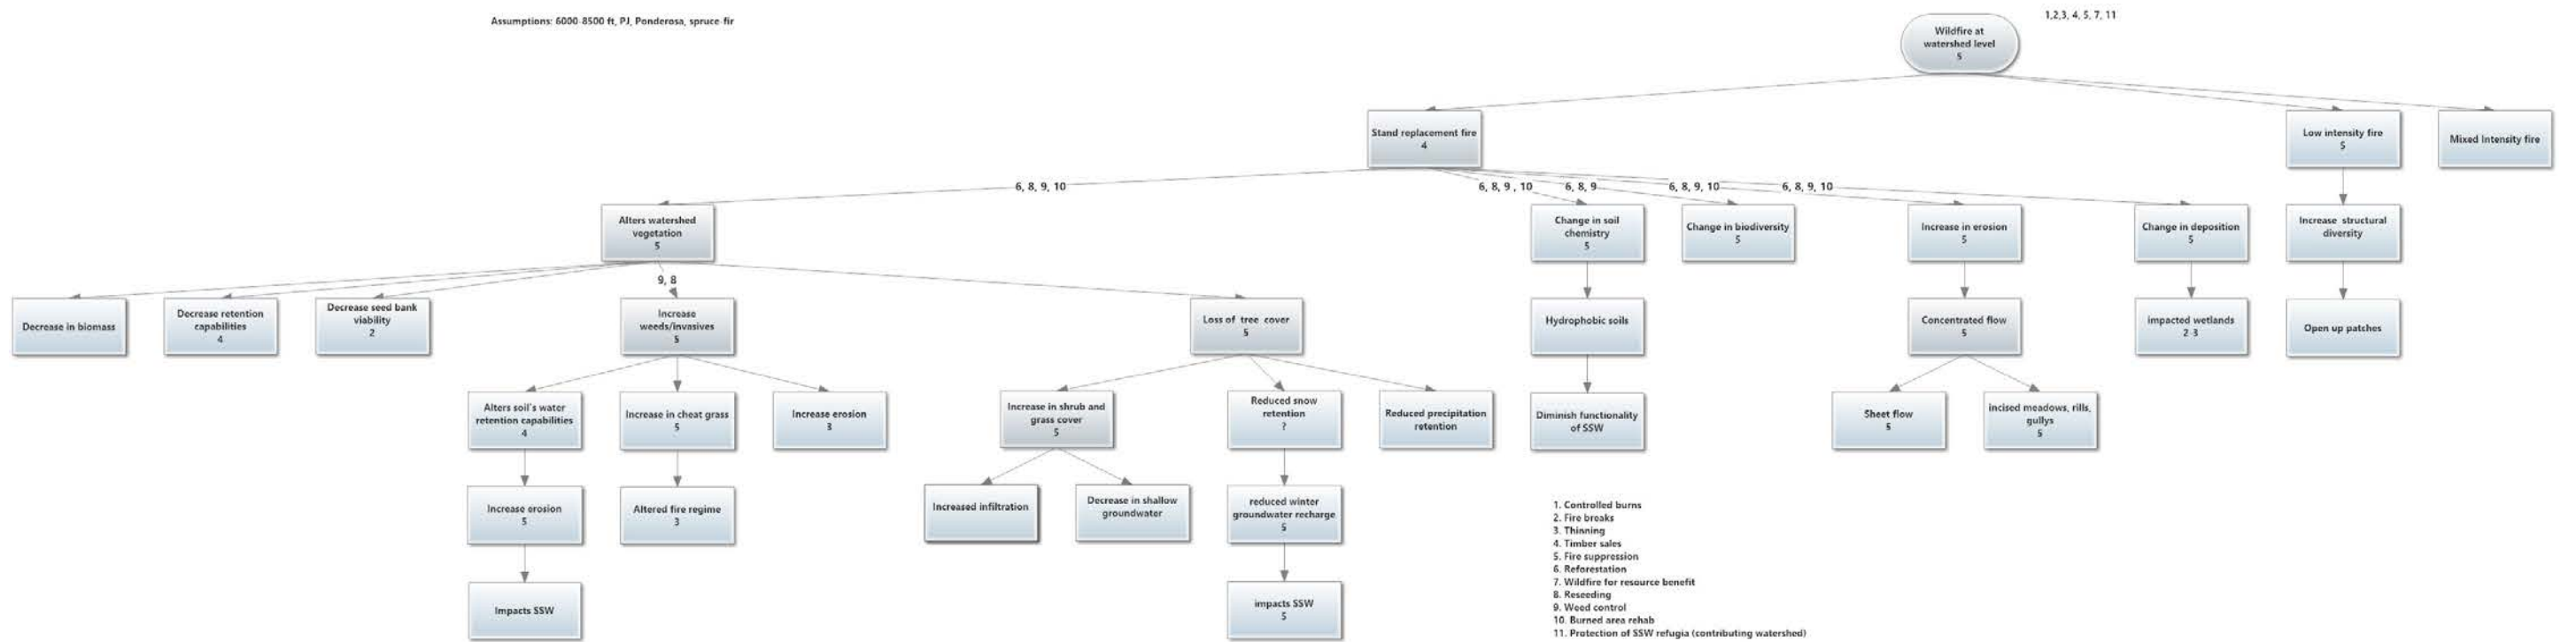 Assumptions: 6000-8500 ft, PJ, Ponderosa, spruce-fir
1,2,3, 4, 5, 7, 11
Wildfire at
watershed level
5
Stand replacement fire
4
Low intensity fire
5
Mixed Intensity fire
6, 8, 9, 10
6, 8, 9 , 10
6, 8, 9
6, 8, 9, 10
6, 8, 9, 10
Alters watershed
vegetation
5
Change in soil
chemistry
5
Change in biodiversity
5
Increase in erosion
5
Change in deposition
5
Increase structural
diversity
9, 8
Decrease in biomass
Decrease retention
capabilities
4
Decrease seed bank
viability
2
Increase
weeds/invasives
5
Loss of tree cover
5
Hydrophobic soils
Concentrated flow
5
impacted wetlands
2-3
Open up patches
Alters soil's water
retention capabilities
4
Increase in cheat grass
5
Increase erosion
3
Increase in shrub and
grass cover
5
Reduced snow
retention
?
Reduced precipitation
retention
Diminish functionality
of SSW
Sheet flow
5
incised meadows, rills,
gullys
5
Increase erosion
5
Altered fire regime
3
Increased infiltration
Decrease in shallow
groundwater
reduced winter
groundwater recharge
5
Impacts SSW
impacts SSW
5
1. Controlled burns
2. Fire breaks
3. Thinning
4. Timber sales
5. Fire suppression
6. Reforestation
7. Wildfire for resource benefit
8. Reseeding
9. Weed control
10. Burned area rehab
11. Protection of SSW refugia (contributing watershed)